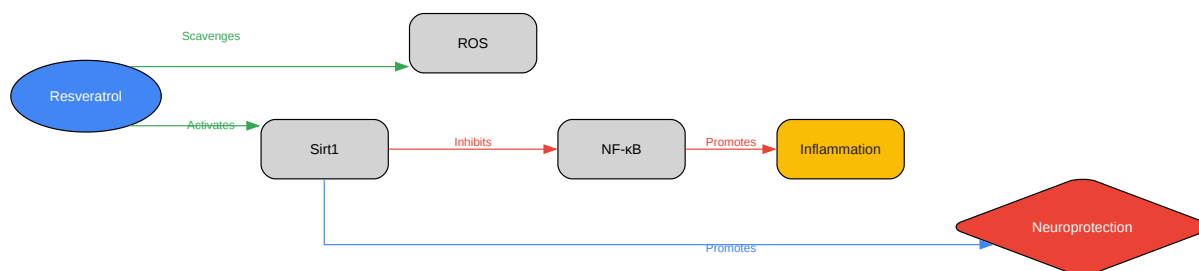 Scavenges
ROS
Resveratrol
Activates
Sirt1
Inhibits
NF-κB
Promotes
Inflammation
Neuroprotection
Promotes